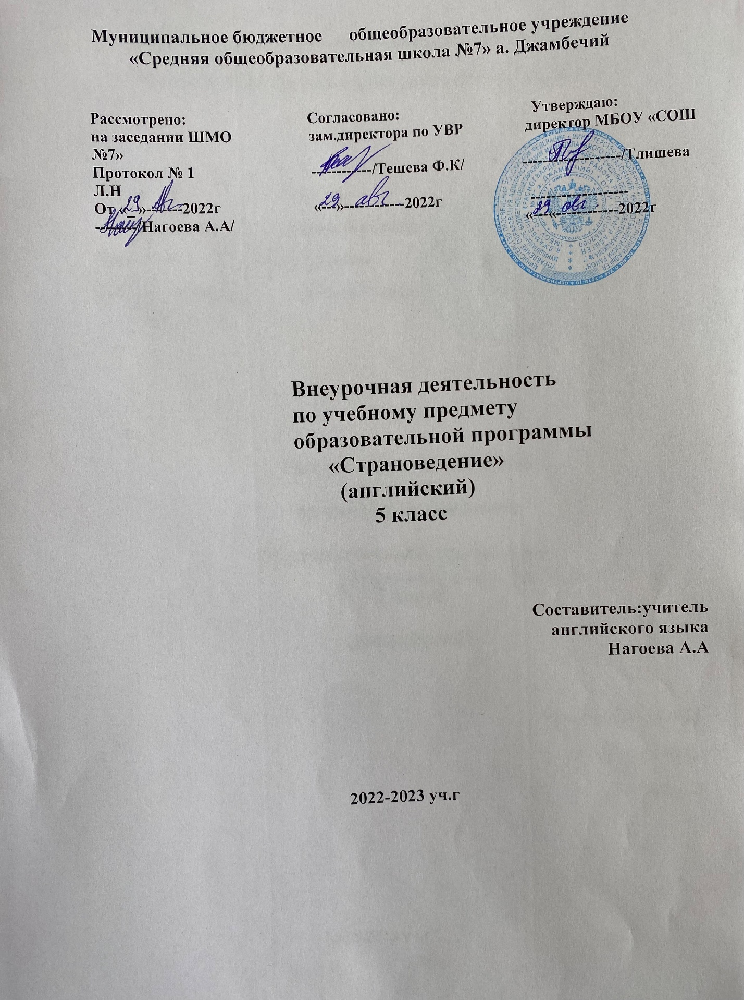 Муниципальное бюджетное общеобразовательное учреждение
«Средняя общеобразовательная школа №7» а. Джамбечий
Рассмотрено:
на заседании ШМО
№7»
Протокол № 1
Л.Н
От «29»-------2022г
--------/Нагоева А.А/
Согласовано:
зам.директора по УВР
------------/Тешева Ф.К/
«29» авг ------------2022г
Утверждаю:
директор МБОУ «СОШ
-------------------/Тлишева
-------------------
«29« авг ------------2022г
Внеурочная деятельность
по учебному предмету
образовательной программы
«Страноведение»
(английский)
5 класс
Составитель:учитель
английского языка
Нагоева А.А
2022-2023 уч.г